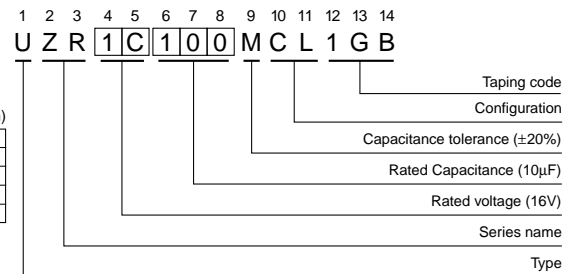 1 2 3 4 5 6 7 8 9 10 11 12 13 14
U Z R 1 C 1 0 0 M C L 1 G B
Taping code
Configuration
)
Capacitance tolerance (±20%)
Rated Capacitance (10µF)
Rated voltage (16V)
Series name
Type